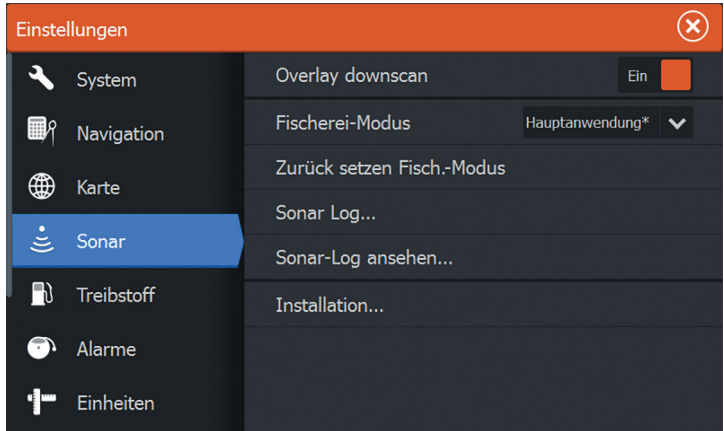 Einstellungen
System
Navigation
Karte
Sonar
Treibstoff
Alarme
Einheiten
Overlay downscan Ein
Fischerei-Modus Hauptanwendung*
Zurück setzen Fisch.-Modus
Sonar Log...
Sonar-Log ansehen...
Installation...